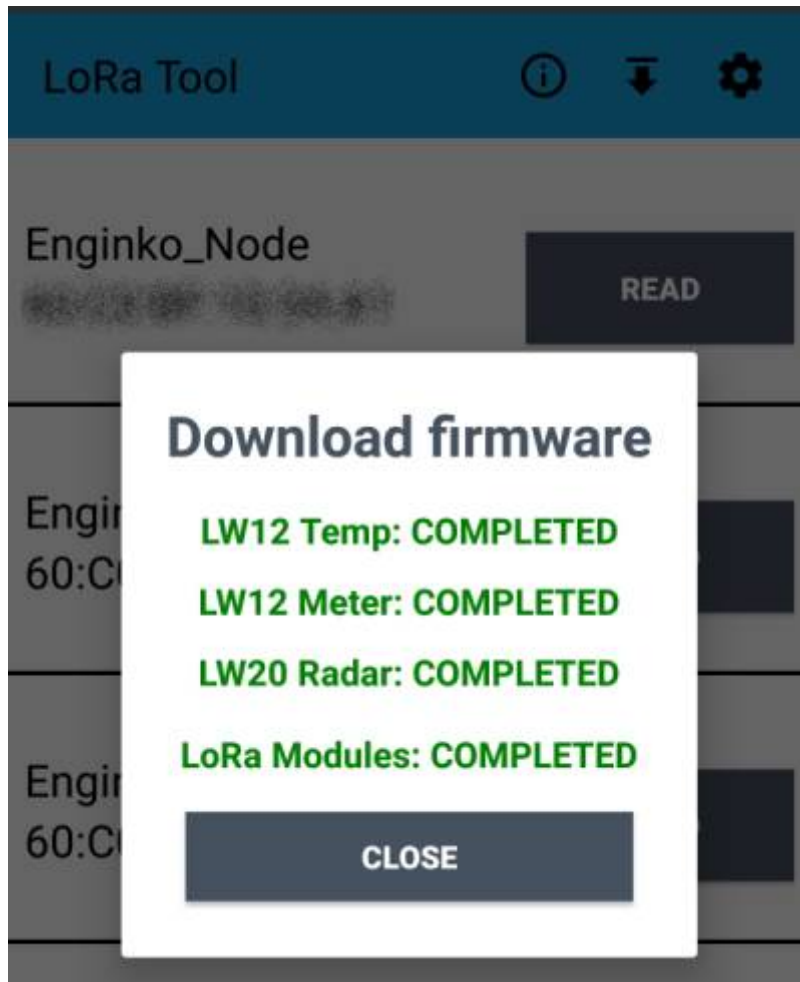 LoRa Tool
Enginko_Node
READ
Download firmware
LW12 Temp: COMPLETED
LW12 Meter: COMPLETED
LW20 Radar: COMPLETED
LoRa Modules: COMPLETED
CLOSE